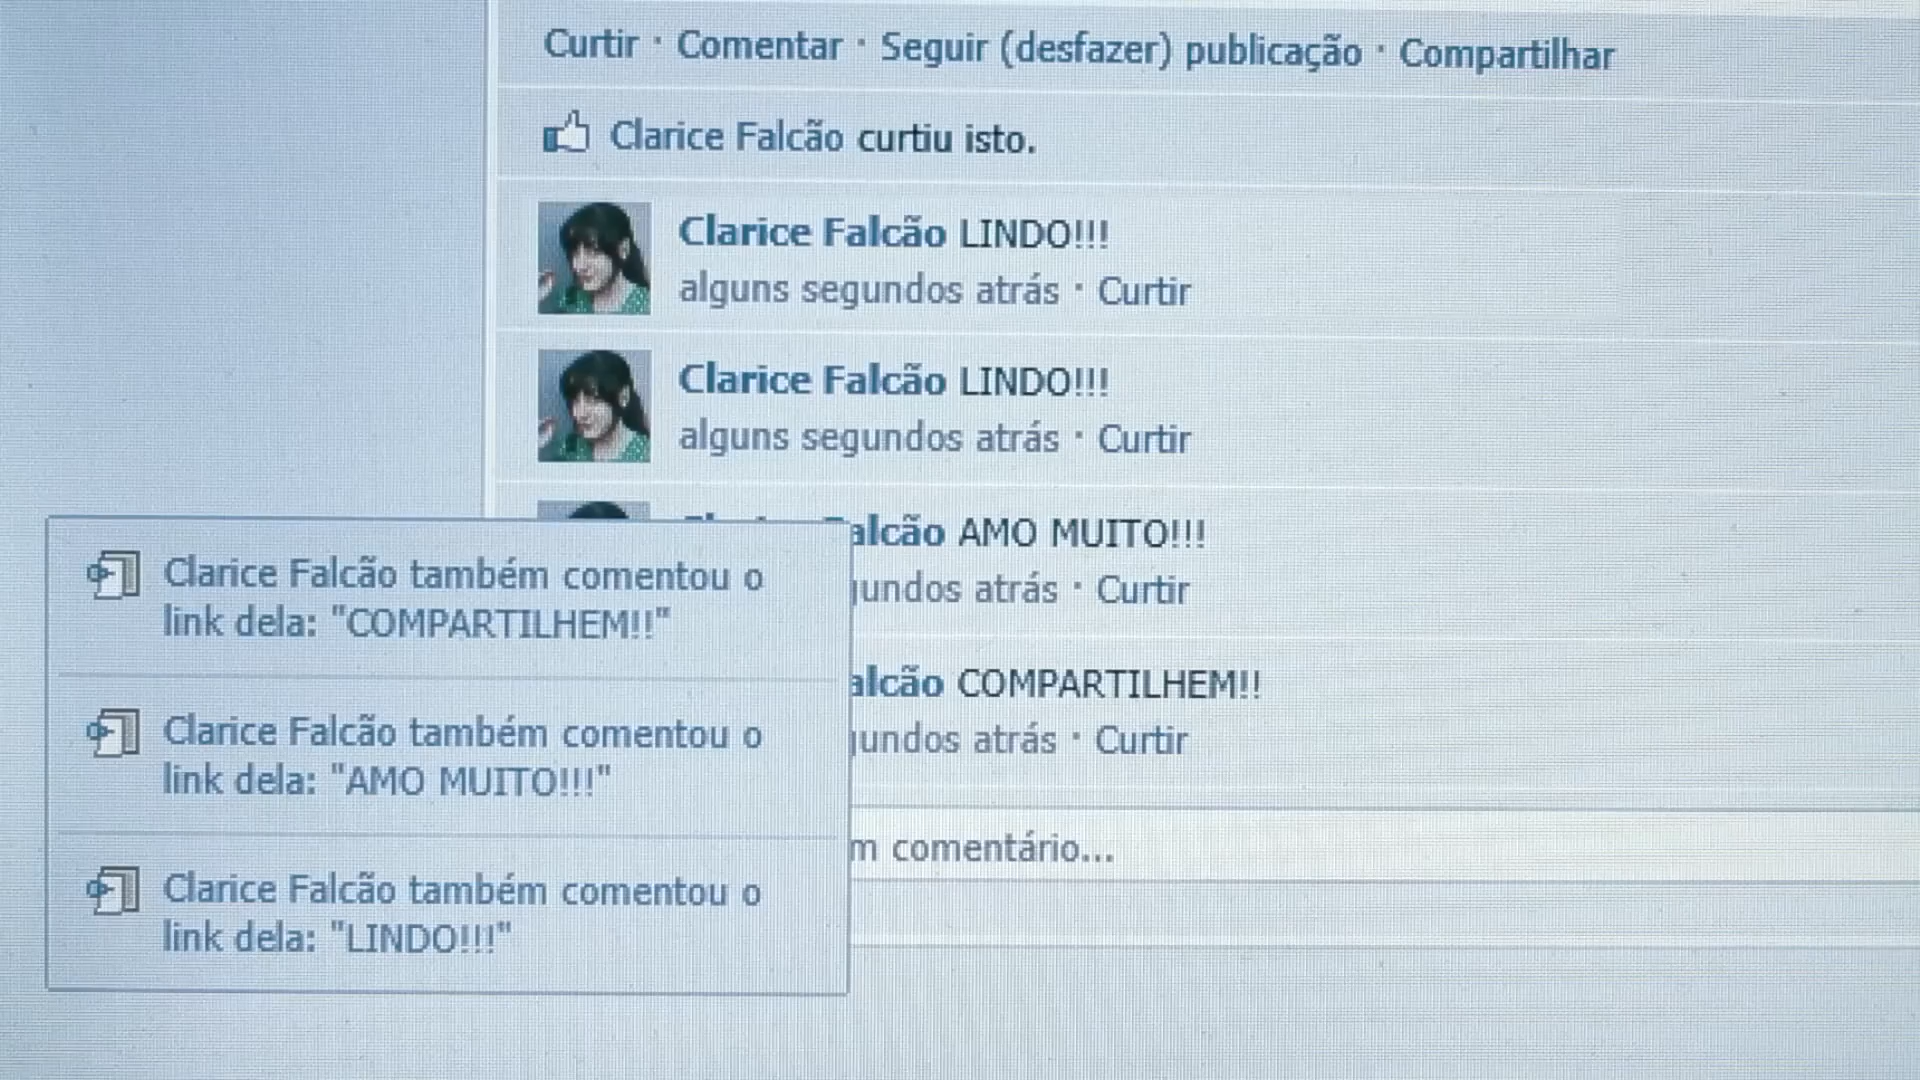 Curtir · Comentar · Seguir (desfazer) publicação · Compartilhar
Clarice Falcão curtiu isto.
Clarice Falcão LINDO!!!
alguns segundos atrás · Curtir
Clarice Falcão LINDO!!!
alguns segundos atrás · Curtir
alcão AMO MUITO!!!
undos atrás · Curtir
alcão COMPARTILHEM!!
undos atrás · Curtir
m comentário...
Clarice Falcão também comentou o
link dela: "COMPARTILHEM!!"
Clarice Falcão também comentou o
link dela: "AMO MUITO!!!"
Clarice Falcão também comentou o
link dela: "LINDO!!!"